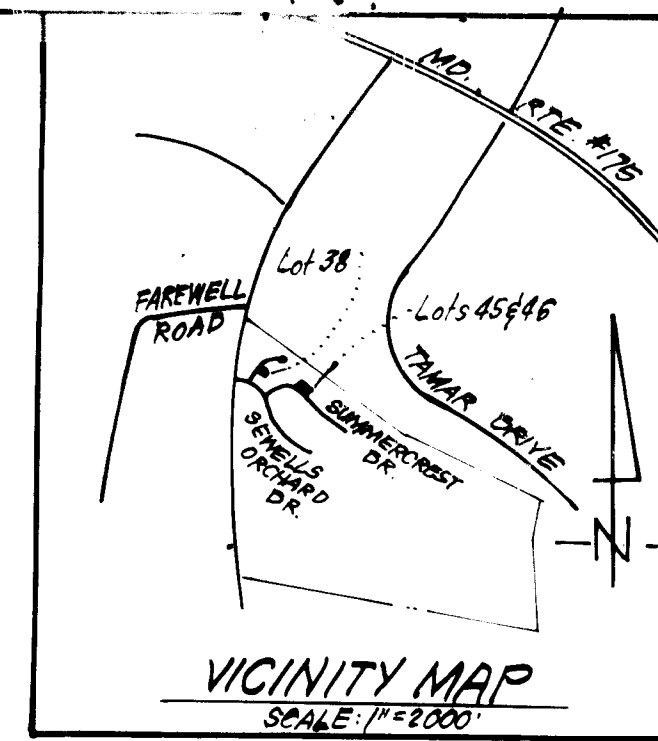 MD. RTE. #175
Lot 38
FAREWELL
ROAD
Lots 45&46
TAMAR DRIVE
SUMMERCREST
DR.
SEWELLS
ORCHARD
DR.
N
VICINITY MAP
SCALE: 1"=2000'